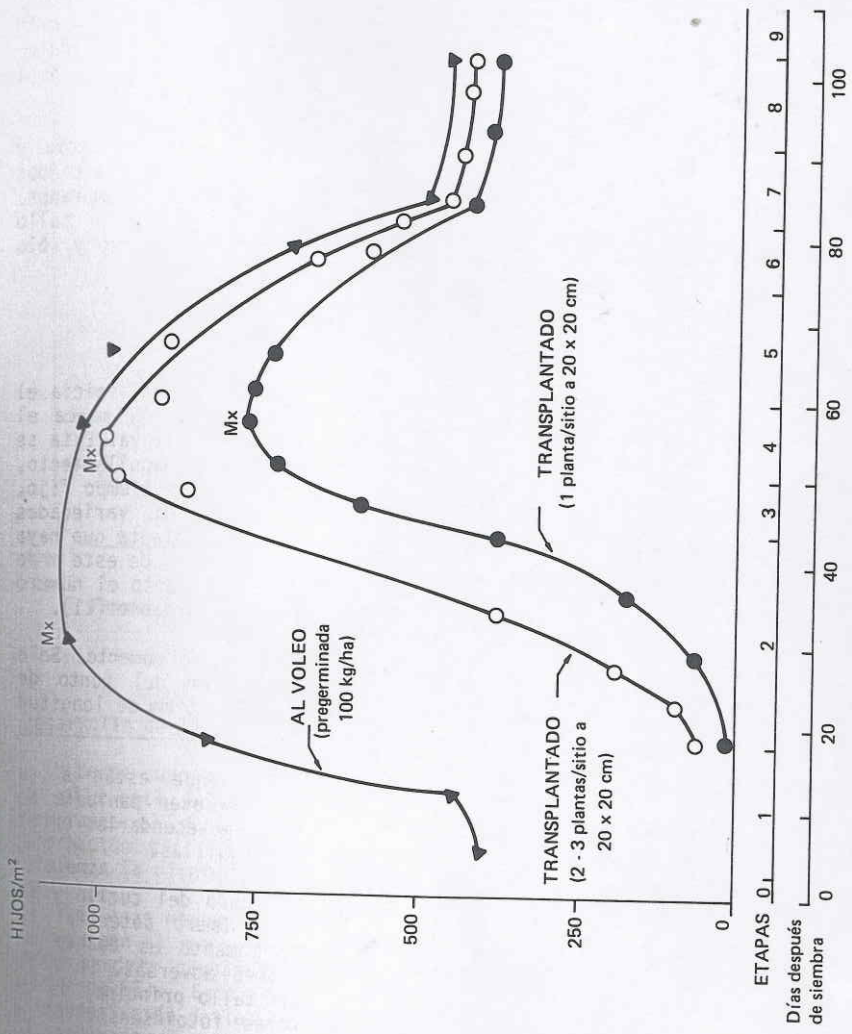 HIJOS/m²
1000
750
500
250
0
Mx
Mx
Mx
AL VOLEO
(pregerminada
100 kg/ha)
TRANSPLANTADO
(2 - 3 plantas/sitio a
20 x 20 cm)
TRANSPLANTADO
(1 planta/sitio a 20 x 20 cm)
ETAPAS 0 1 1 2 3 4 5 6 7 8 9
Días después
de siembra
0 20 40 60 80 100